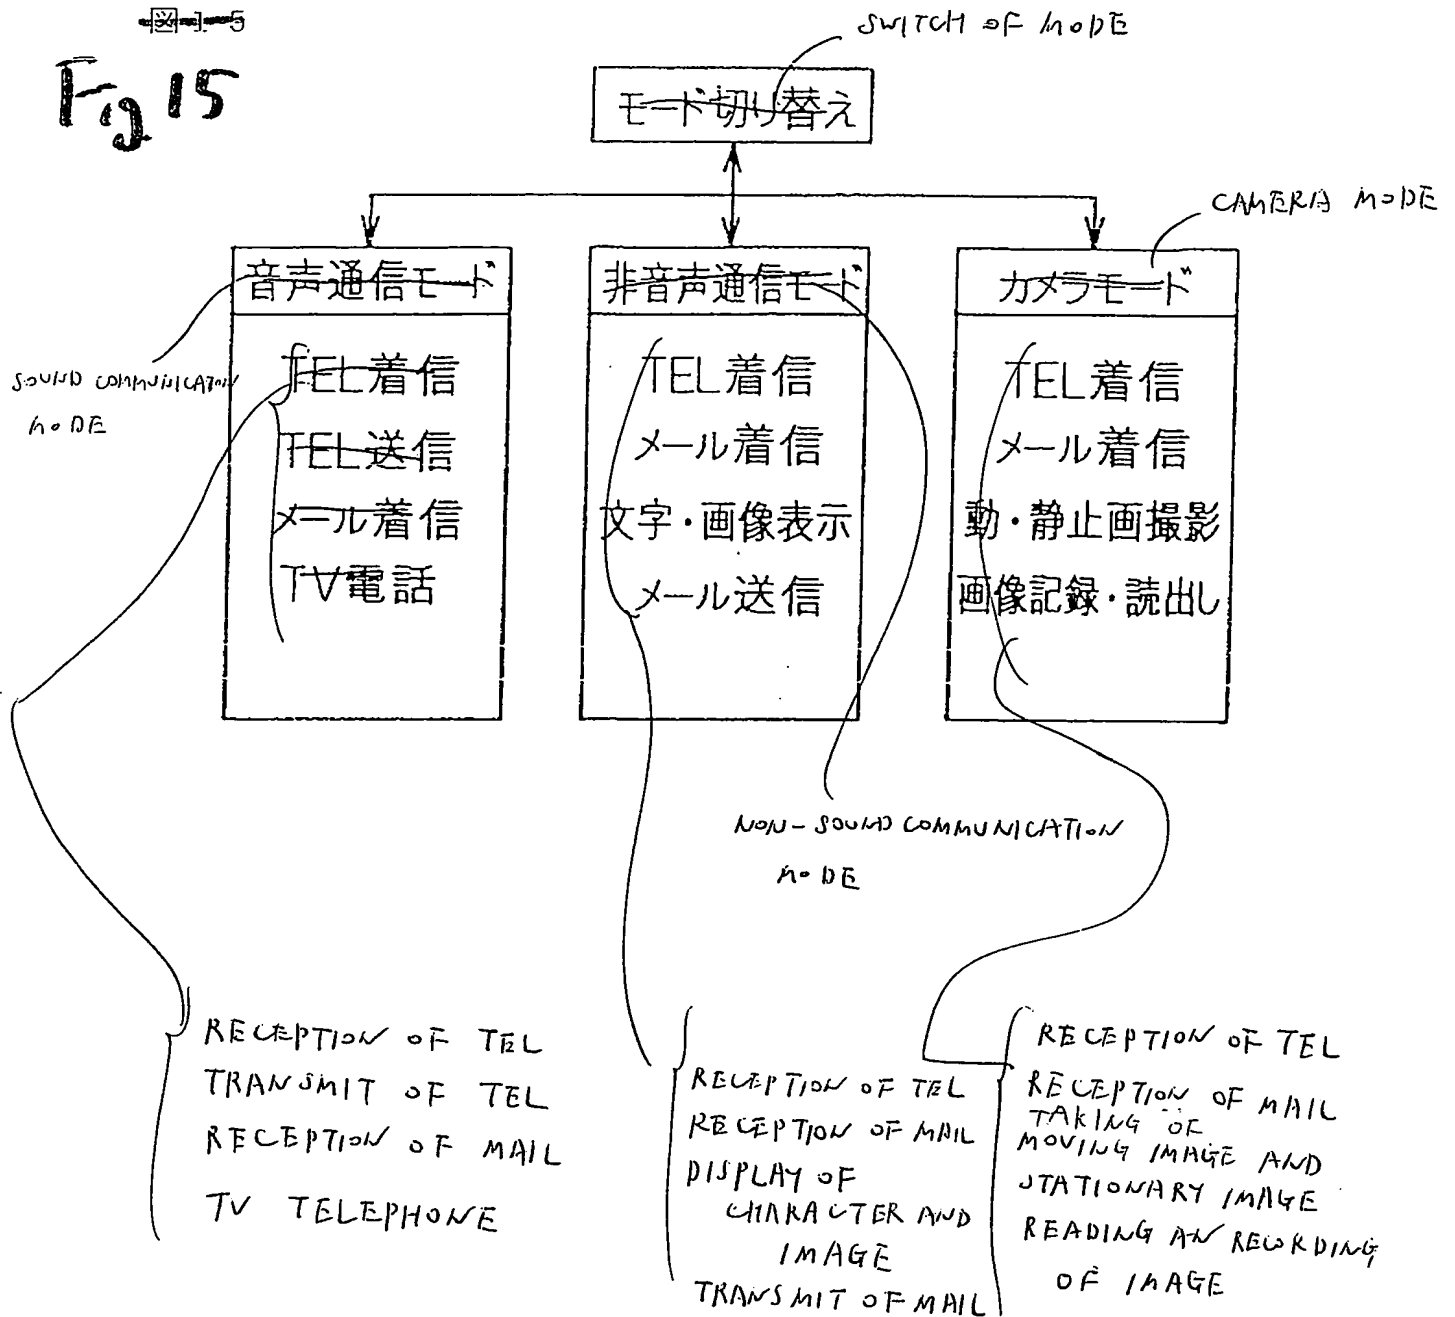 図15
Fig 15
SWITCH OF MODE
モード切り替え
CAMERA MODE
音声通信モード
非音声通信モード
カメラモード
SOUND COMMUNICATION
MODE
TEL着信
TEL送信
メール着信
TV電話
TEL着信
メール着信
文字・画像表示
メール送信
TEL着信
メール着信
動・静止画撮影
画像記録・読出し
NON-SOUND COMMUNICATION
MODE
RECEPTION OF TEL
TRANSMIT OF TEL
RECEPTION OF MAIL
TV TELEPHONE
RECEPTION OF TEL
RECEPTION OF MAIL
DISPLAY OF
CHARACTER AND
IMAGE
TRANSMIT OF MAIL
RECEPTION OF TEL
RECEPTION OF MAIL
TAKING OF
MOVING IMAGE AND
STATIONARY IMAGE
READING AN RECORDING
OF IMAGE